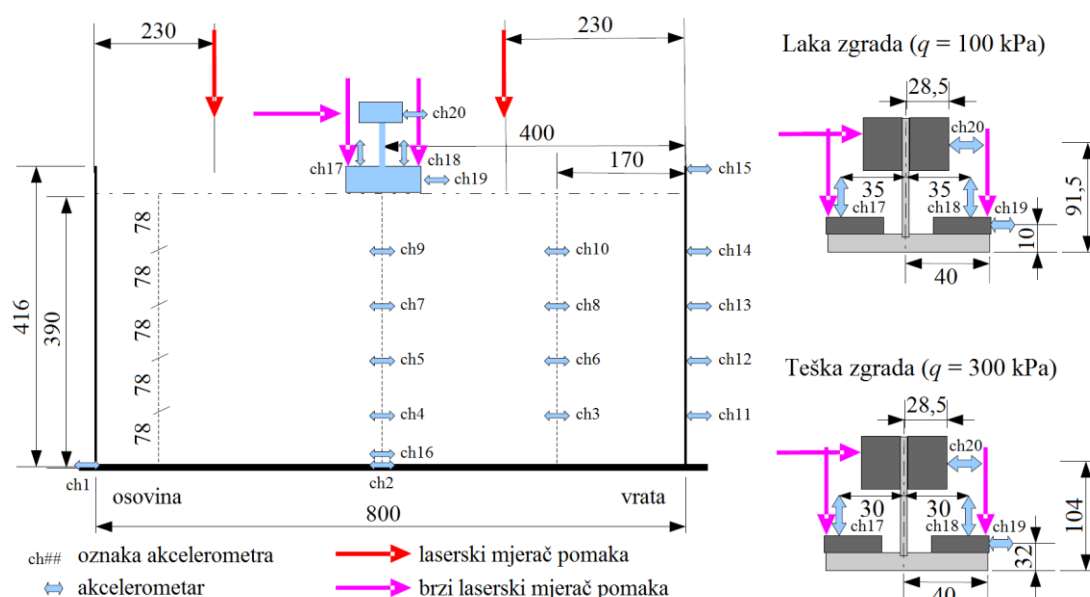 230
230
ch20
400
ch17
ch18
170
ch15
ch19
78
ch9
ch10
ch14
78
ch7
ch8
ch13
416
390
78
ch5
ch6
ch12
78
ch4
ch3
ch11
78
ch16
ch1
osovina
ch2
vrata
800
ch## oznaka akcelerometra
laserski mjerač pomaka
akcelerometar
brzi laserski mjerač pomaka
Laka zgrada (q = 100 kPa)
28,5
ch20
35
35
ch17
ch18
ch19
91,5
10
40
Teška zgrada (q = 300 kPa)
28,5
ch20
30
30
ch17
ch18
ch19
104
32
40